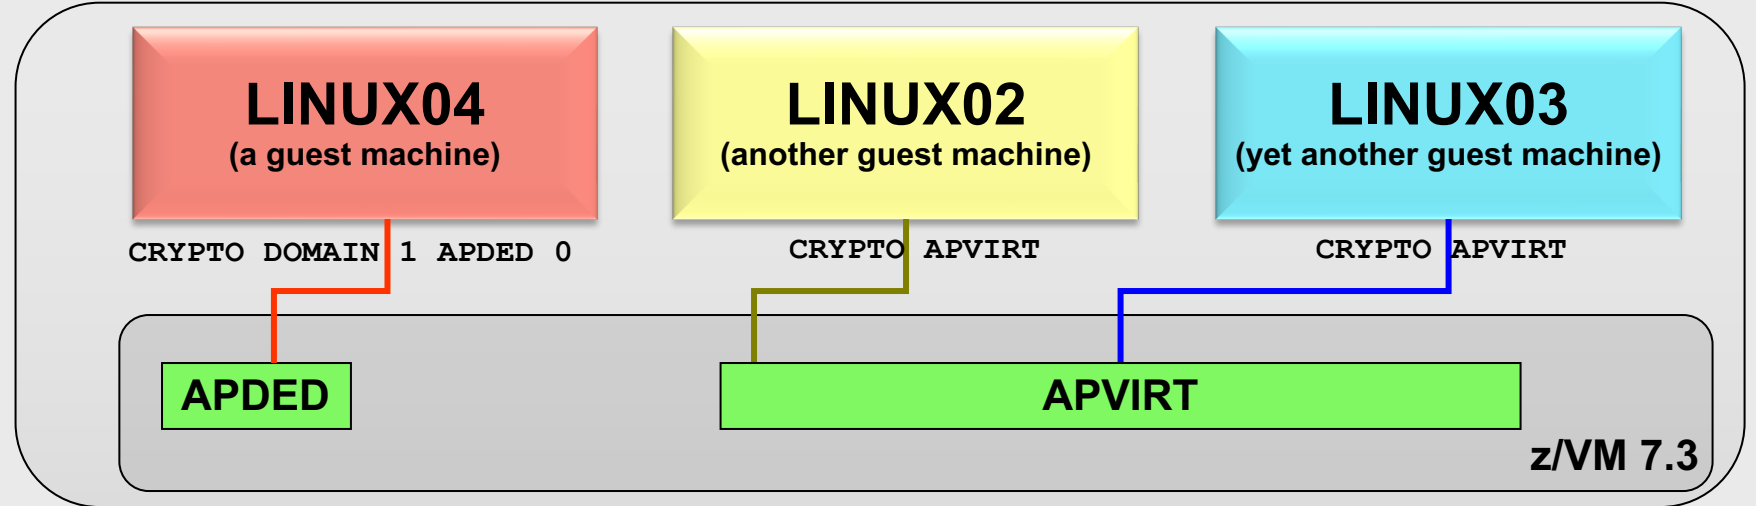 LINUX04
(a guest machine)
LINUX02
(another guest machine)
LINUX03
(yet another guest machine)
CRYPTO DOMAIN 1 APDED 0
CRYPTO APVIRT
CRYPTO APVIRT
APDED
APVIRT
z/VM 7.3